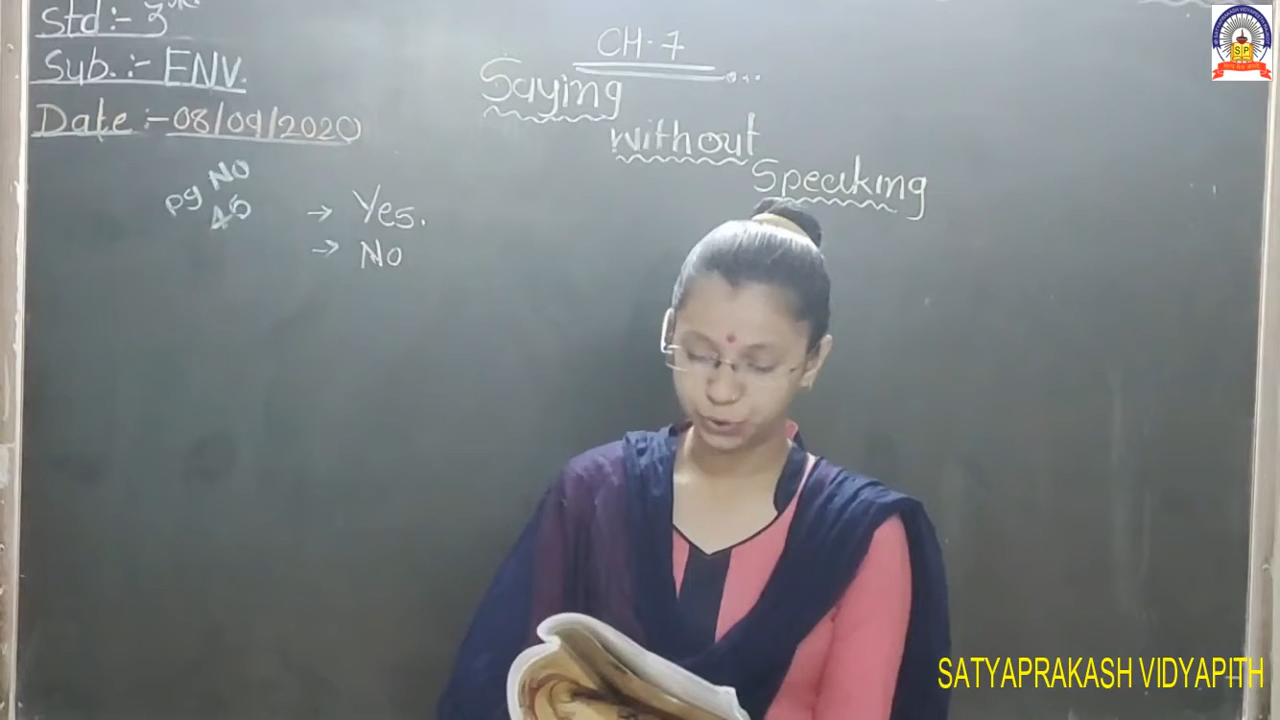 Std:- 3rd
Sub.:- ENV.
Date:- 08/09/2020
CH-7
Saying
without
Speaking
Pg No
45
→ Yes.
→ No
SP
SATYAPRAKASH VIDYAPITH